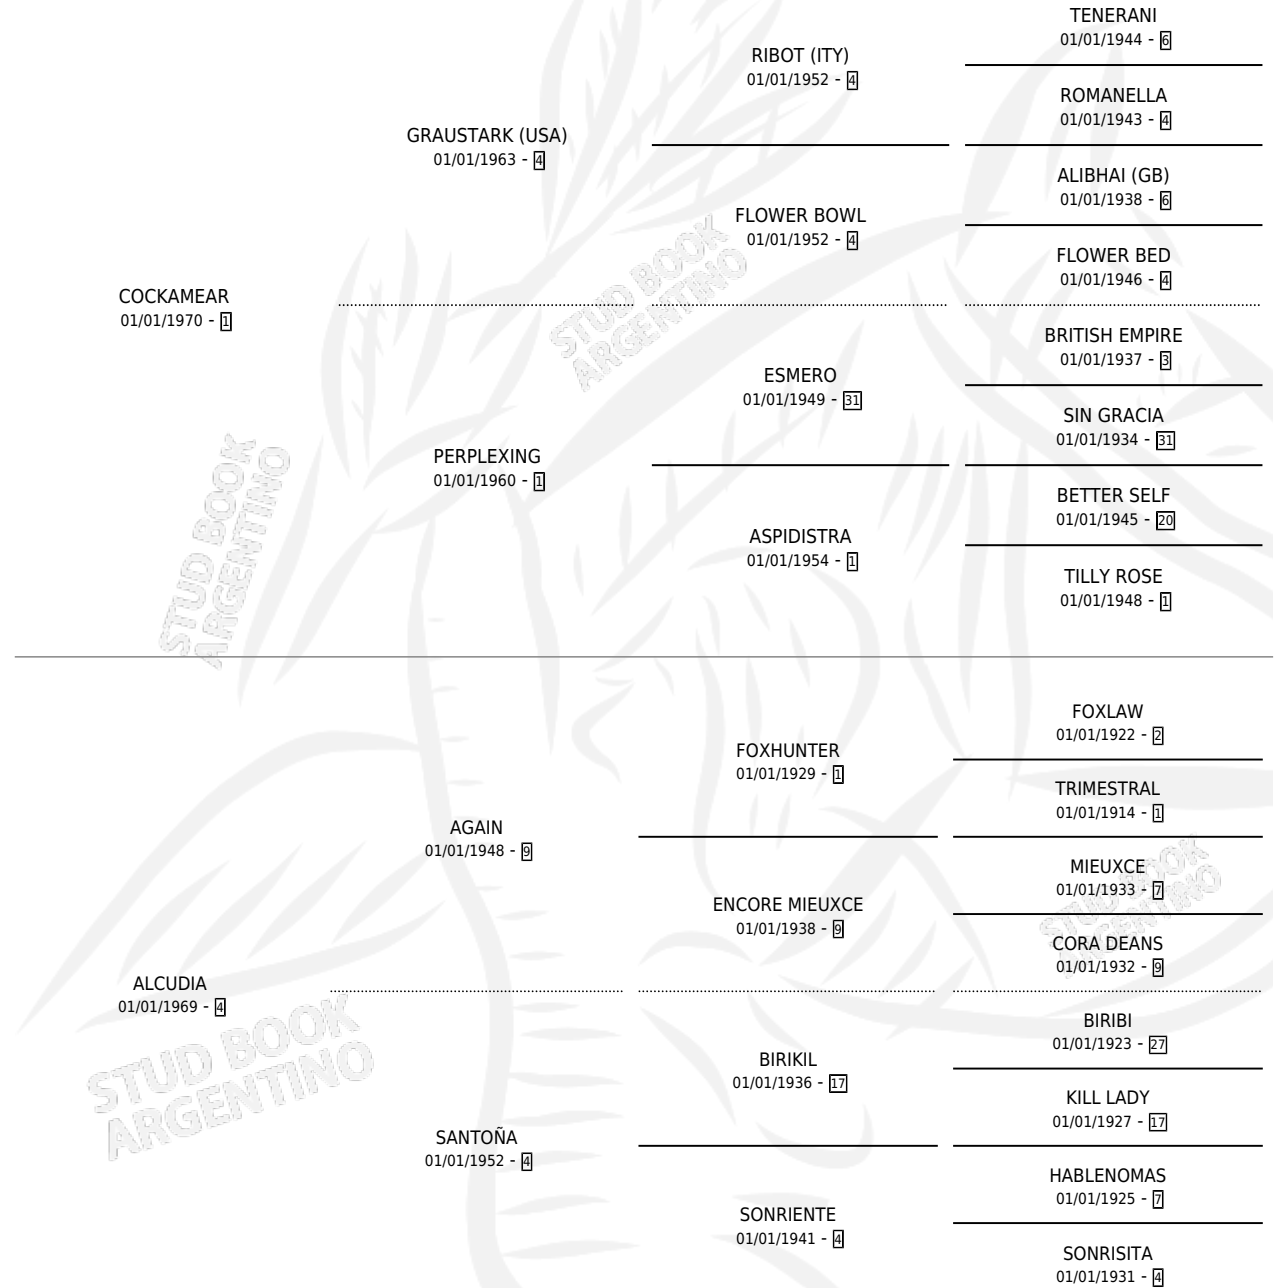 TENERANI
01/01/1944 - 6
RIBOT (ITY)
01/01/1952 - 4
ROMANELLA
01/01/1943 - 4
GRAUSTARK (USA)
01/01/1963 - 4
ALIBHAI (GB)
01/01/1938 - 6
FLOWER BOWL
01/01/1952 - 4
FLOWER BED
01/01/1946 - 4
COCKAMEAR
01/01/1970 - 1
BRITISH EMPIRE
01/01/1937 - 3
ESMERO
01/01/1949 - 31
SIN GRACIA
01/01/1934 - 31
PERPLEXING
01/01/1960 - 1
BETTER SELF
01/01/1945 - 20
ASPIDISTRA
01/01/1954 - 1
TILLY ROSE
01/01/1948 - 1
FOXLAW
01/01/1922 - 2
FOXHUNTER
01/01/1929 - 1
TRIMESTRAL
01/01/1914 - 1
AGAIN
01/01/1948 - 9
MIEUXCE
01/01/1933 - 7
ENCORE MIEUXCE
01/01/1938 - 9
CORA DEANS
01/01/1932 - 9
ALCUDIA
01/01/1969 - 4
BIRIBI
01/01/1923 - 27
BIRIKIL
01/01/1936 - 17
KILL LADY
01/01/1927 - 17
SANTOÑA
01/01/1952 - 4
HABLENOMAS
01/01/1925 - 7
SONRIENTE
01/01/1941 - 4
SONRISITA
01/01/1931 - 4
STUD BOOK
ARGENTINO
STUD BOOK
ARGENTINO
STUD BOOK
ARGENTINO
STUD BOOK
ARGENTINO